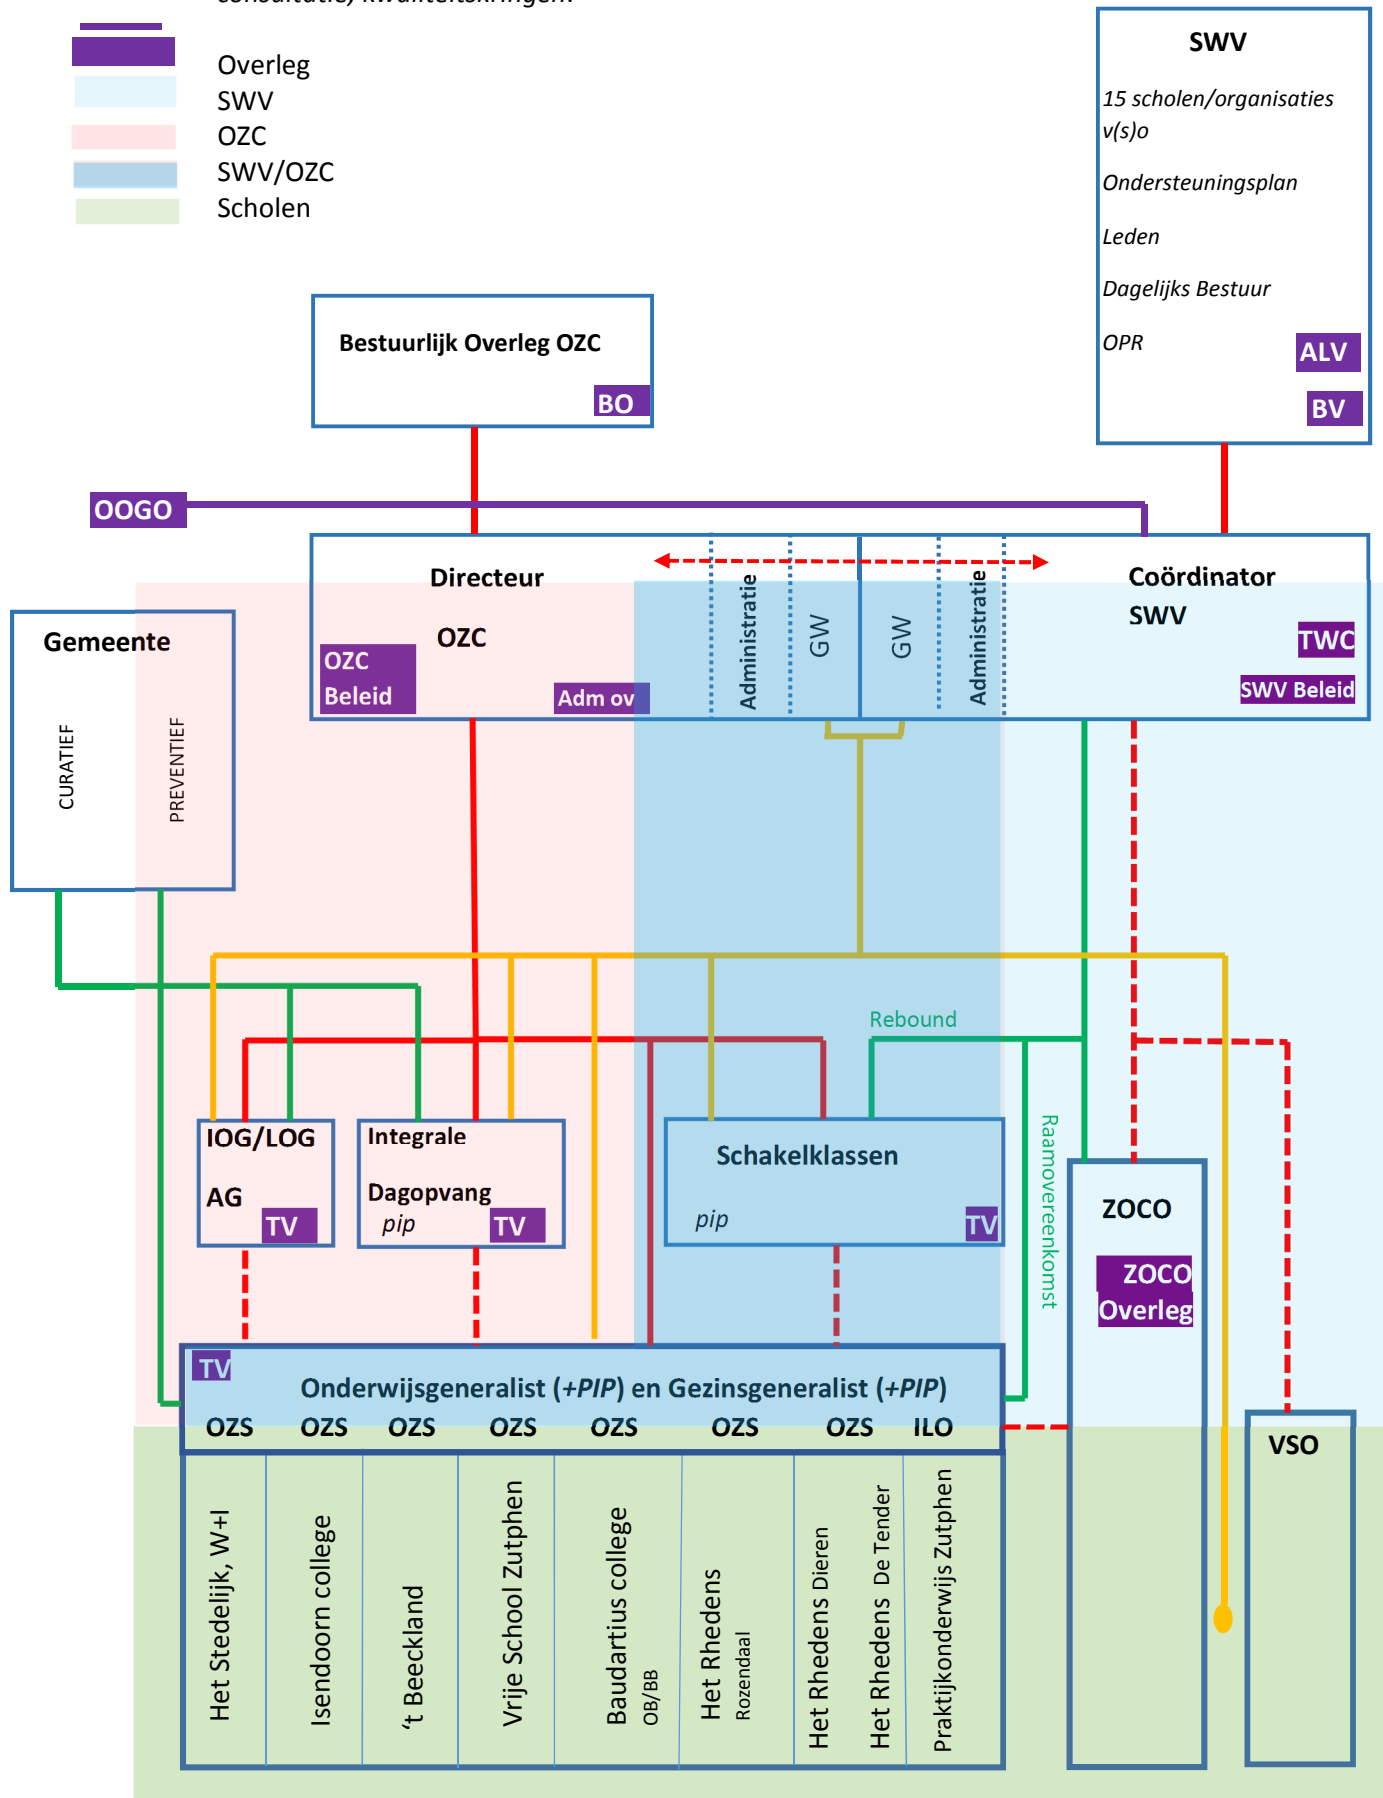 consultatie, kwaliteitskringen.
Overleg
SWV
OZC
SWV/OZC
Scholen
SWV
15 scholen/organisaties
v(s)o
Ondersteuningsplan
Leden
Dagelijks Bestuur
OPR
ALV
BV
Bestuurlijk Overleg OZC
BO
OOGO
Directeur
OZC
OZC
Beleid
Adm ov
Administratie
GW
GW
Administratie
Coördinator
SWV
TWC
SWV Beleid
Gemeente
CURATIEF
PREVENTIEF
Rebound
Raamovereenkomst
IOG/LOG
AG
TV
Integrale
Dagopvang
pip
TV
Schakelklassen
pip
TV
ZOCO
ZOCO
Overleg
TV
Onderwijsgeneralist (+PIP) en Gezinsgeneralist (+PIP)
OZS OZS OZS OZS OZS OZS OZS ILO
VSO
Het Stedelijk, W+I
Isendoorn college
‘t Beeckland
Vrije School Zutphen
Baudartius college
OB/BB
Het Rhedens
Rozendaal
Het Rhedens Dieren
Het Rhedens De Tender
Praktijkonderwijs Zutphen